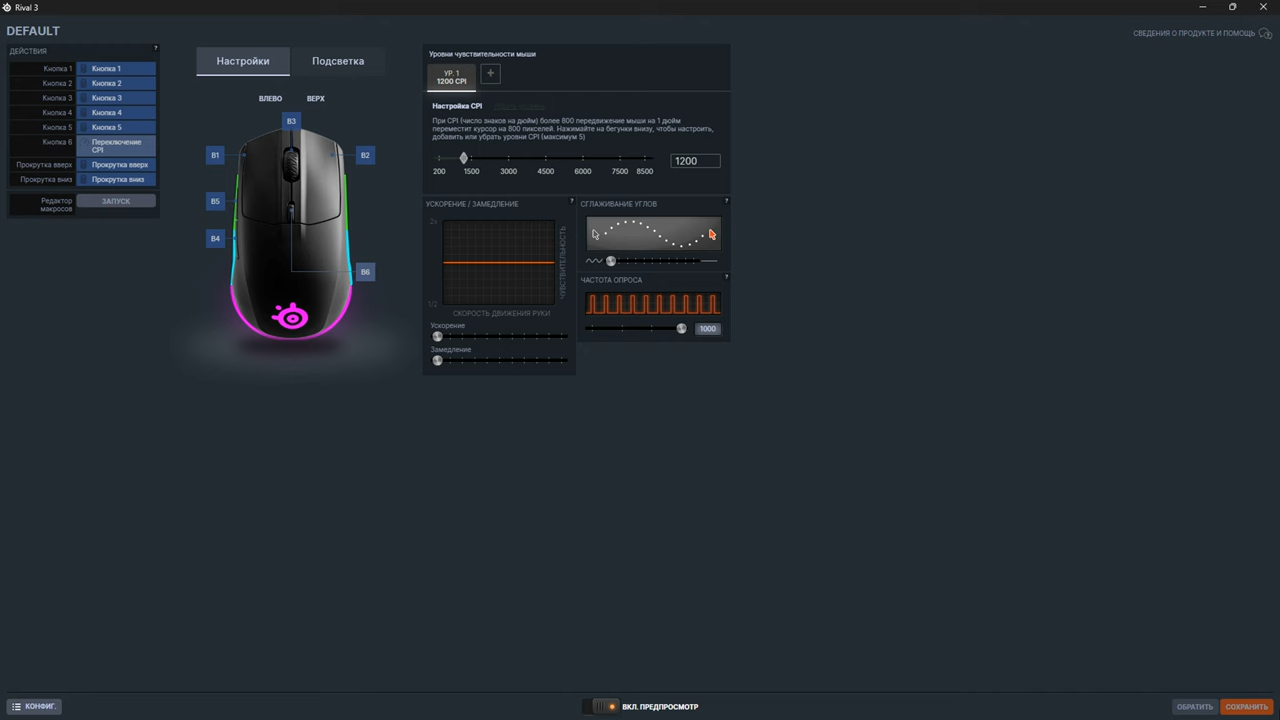 Rival 3
DEFAULT
СВЕДЕНИЯ О ПРОДУКТЕ И ПОМОЩЬ
ДЕЙСТВИЯ
?
Кнопка 1 Кнопка 1
Кнопка 2 Кнопка 2
Кнопка 3 Кнопка 3
Кнопка 4 Кнопка 4
Кнопка 5 Кнопка 5
Кнопка 6 Переключение
CPI
Прокрутка вверх Прокрутка вверх
Прокрутка вниз Прокрутка вниз
Редактор
макросов
ЗАПУСК
Настройки Подсветка
ВЛЕВО ВЕРХ
B3
B1 B2
B5
B4
B6
Уровни чувствительности мыши
УР. 1
1200 CPI
+
Настройка CPI
При CPI (число знаков на дюйм) более 800 передвижение мыши на 1 дюйм
переместит курсор на 800 пикселей. Нажимайте на бегунки внизу, чтобы настроить,
добавить или убрать уровни CPI (максимум 5)
1200
200 1500 3000 4500 6000 7500 8500
УСКОРЕНИЕ / ЗАМЕДЛЕНИЕ ?
2x
1/2
ЧУВСТВИТЕЛЬНОСТЬ
СКОРОСТЬ ДВИЖЕНИЯ РУКИ
Ускорение
Замедление
СГЛАЖИВАНИЕ УГЛОВ ?
ЧАСТОТА ОПРОСА ?
1000
КОНФИГ.
ВКЛ. ПРЕДПРОСМОТР
ОБРАТИТЬ
СОХРАНИТЬ